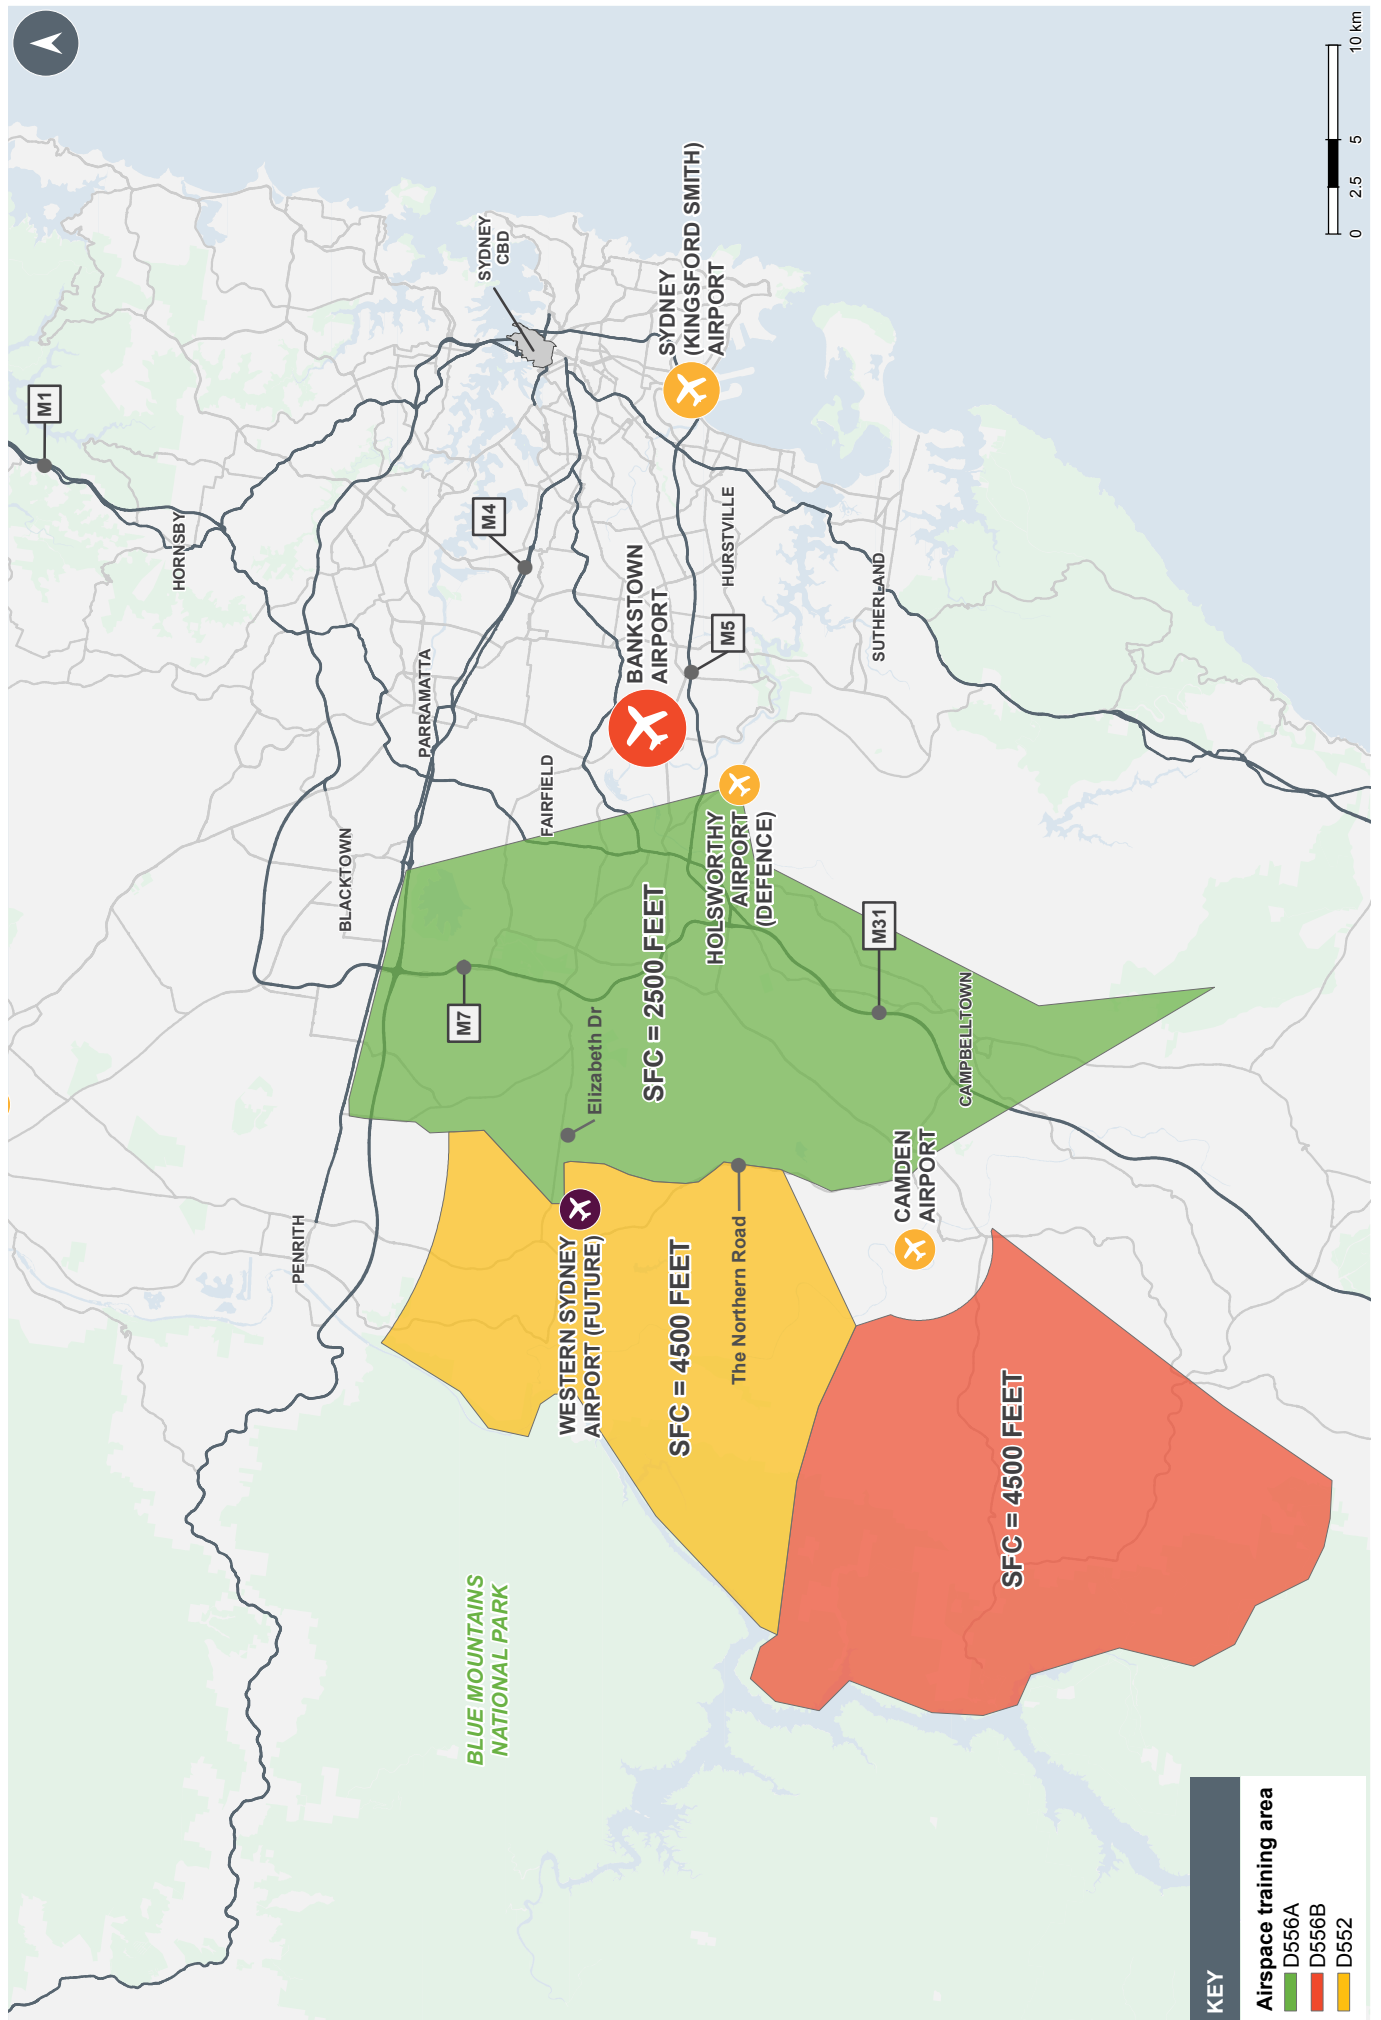 M1
HORNSBY
SYDNEY
CBD
M4
PARRAMATTA
BLACKTOWN
FAIRFIELD
PENRITH
BANKSTOWN
AIRPORT
SYDNEY
(KINGSFORD SMITH)
AIRPORT
M5
HURSTVILLE
SUTHERLAND
M7
Elizabeth Dr
SFC = 2500 FEET
HOLSWORTHY
AIRPORT
(DEFENCE)
M31
CAMPBELLTOWN
WESTERN SYDNEY
AIRPORT (FUTURE)
SFC = 4500 FEET
The Northern Road
CAMDEN
AIRPORT
SFC = 4500 FEET
BLUE MOUNTAINS
NATIONAL PARK
KEY
Airspace training area
D556A
D556B
D552
0 2.5 5 10 km